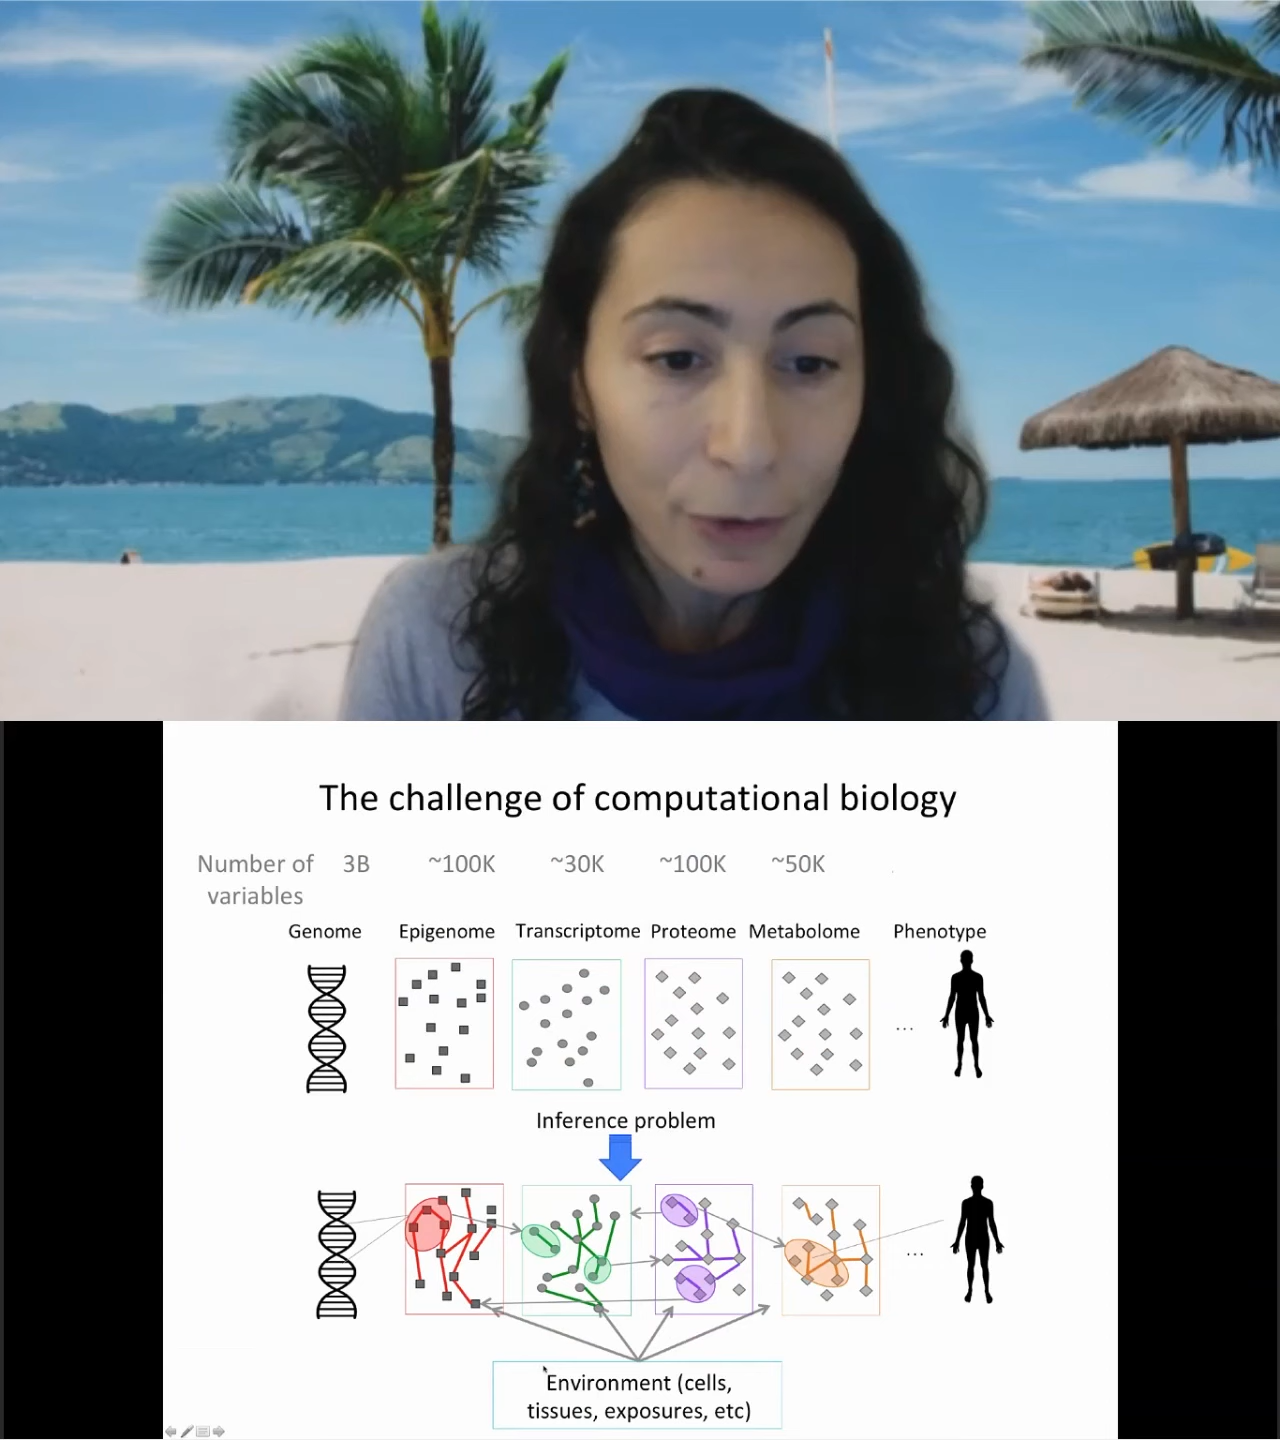 The challenge of computational biology
Number of variables 3B ~100K ~30K ~100K ~50K
Genome Epigenome Transcriptome Proteome Metabolome Phenotype
...
Inference problem
...
Environment (cells,
tissues, exposures, etc)